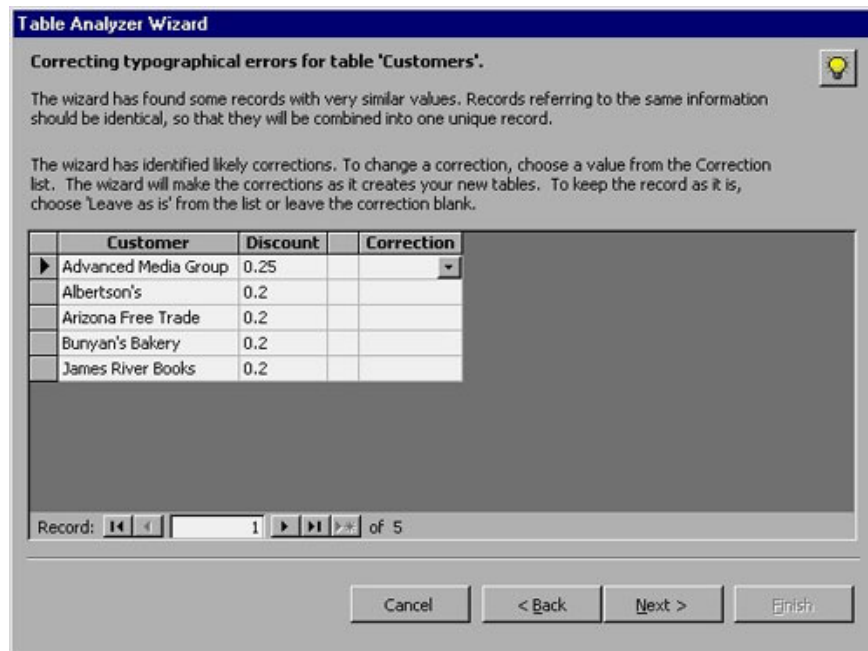 Table Analyzer Wizard
Correcting typographical errors for table 'Customers'.
The wizard has found some records with very similar values. Records referring to the same information
should be identical, so that they will be combined into one unique record.
The wizard has identified likely corrections. To change a correction, choose a value from the Correction
list. The wizard will make the corrections as it creates your new tables. To keep the record as it is,
choose 'Leave as is' from the list or leave the correction blank.
Customer Discount Correction
Advanced Media Group 0.25
Albertson's 0.2
Arizona Free Trade 0.2
Bunyan's Bakery 0.2
James River Books 0.2
Record: 1 of 5
Cancel < Back Next > Finish